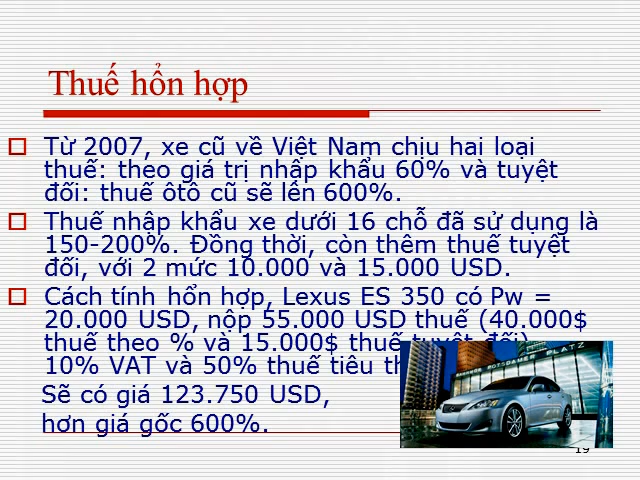 Thuế hổn hợp
Từ 2007, xe cũ về Việt Nam chịu hai loại
thuế: theo giá trị nhập khẩu 60% và tuyệt
đối: thuế ôtô cũ sẽ lên 600%.
Thuế nhập khẩu xe dưới 16 chỗ đã sử dụng là
150-200%. Đồng thời, còn thêm thuế tuyệt
đối, với 2 mức 10.000 và 15.000 USD.
Cách tính hổn hợp, Lexus ES 350 có Pw =
20.000 USD, nộp 55.000 USD thuế (40.000$
thuế theo % và 15.000$ thuế tuyệt đối)
10% VAT và 50% thuế tiêu
Sẽ có giá 123.750 USD,
hơn giá gốc 600%.
POTSDAMER PLATZ
19